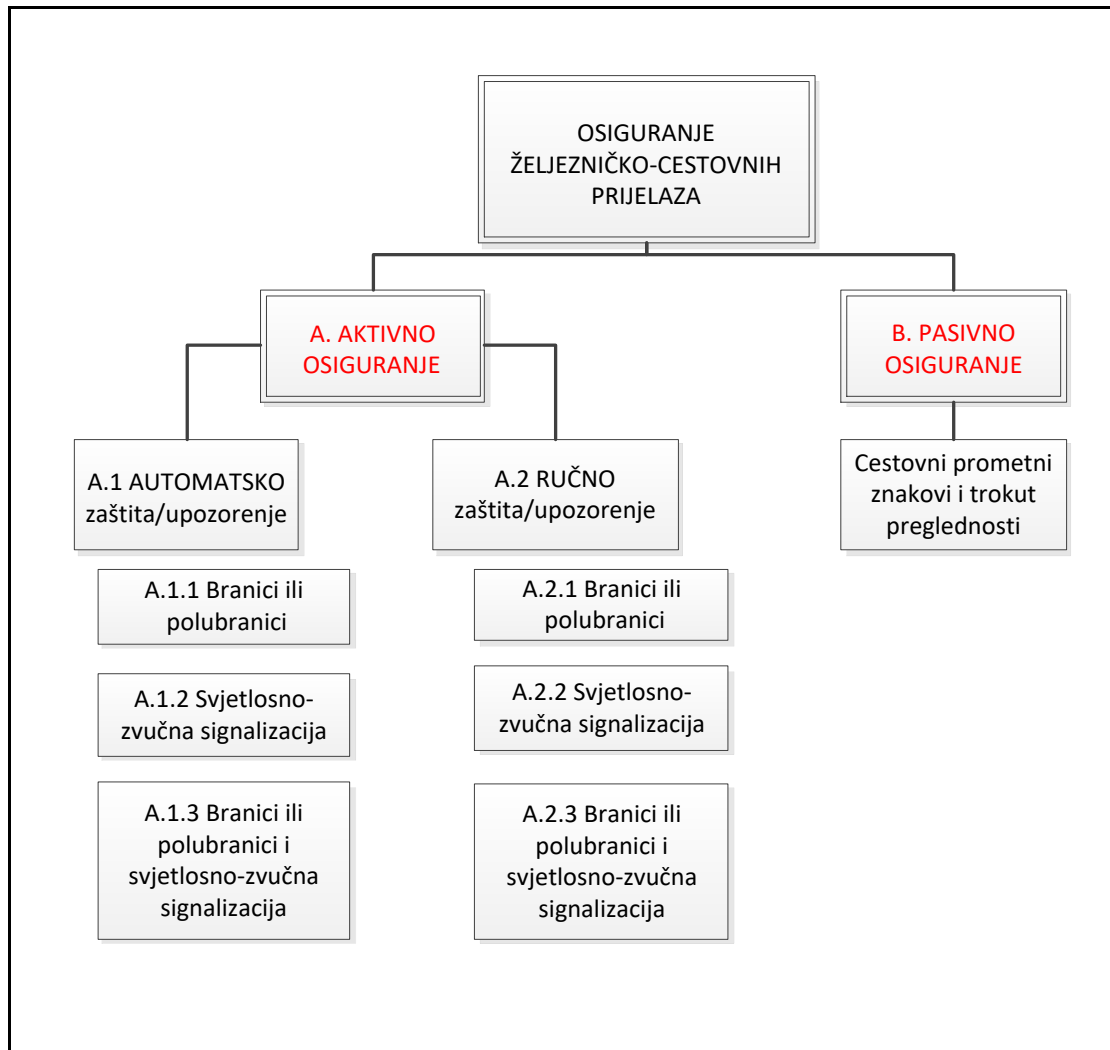 OSIGURANJE
ŽELJEZNIČKO-CESTOVNIH
PRIJELAZA
A. AKTIVNO
OSIGURANJE
B. PASIVNO
OSIGURANJE
A.1 AUTOMATSKO
zaštita/upozorenje
A.2 RUČNO
zaštita/upozorenje
Cestovni prometni
znakovi i trokut
preglednosti
A.1.1 Branici ili
polubranici
A.2.1 Branici ili
polubranici
A.1.2 Svjetlosno-
zvučna signalizacija
A.2.2 Svjetlosno-
zvučna signalizacija
A.1.3 Branici ili
polubranici i
svjetlosno-zvučna
signalizacija
A.2.3 Branici ili
polubranici i
svjetlosno-zvučna
signalizacija